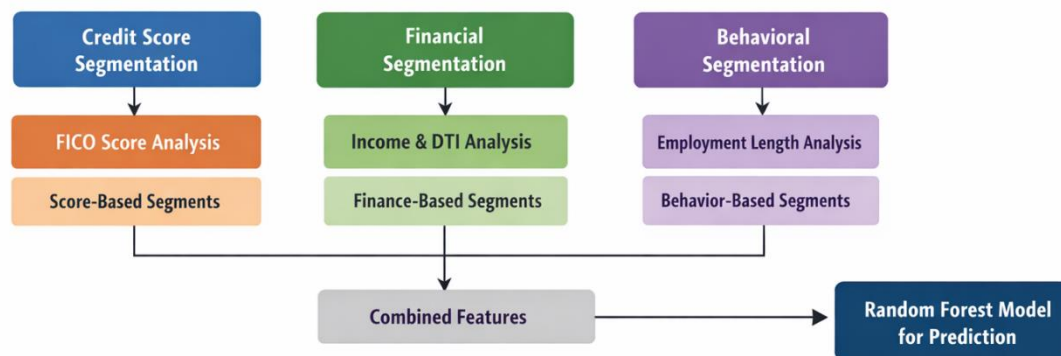 Credit Score
Segmentation
Financial
Segmentation
Behavioral
Segmentation
FICO Score Analysis
Income & DTI Analysis
Employment Length Analysis
Score-Based Segments
Finance-Based Segments
Behavior-Based Segments
Combined Features
Random Forest Model
for Prediction